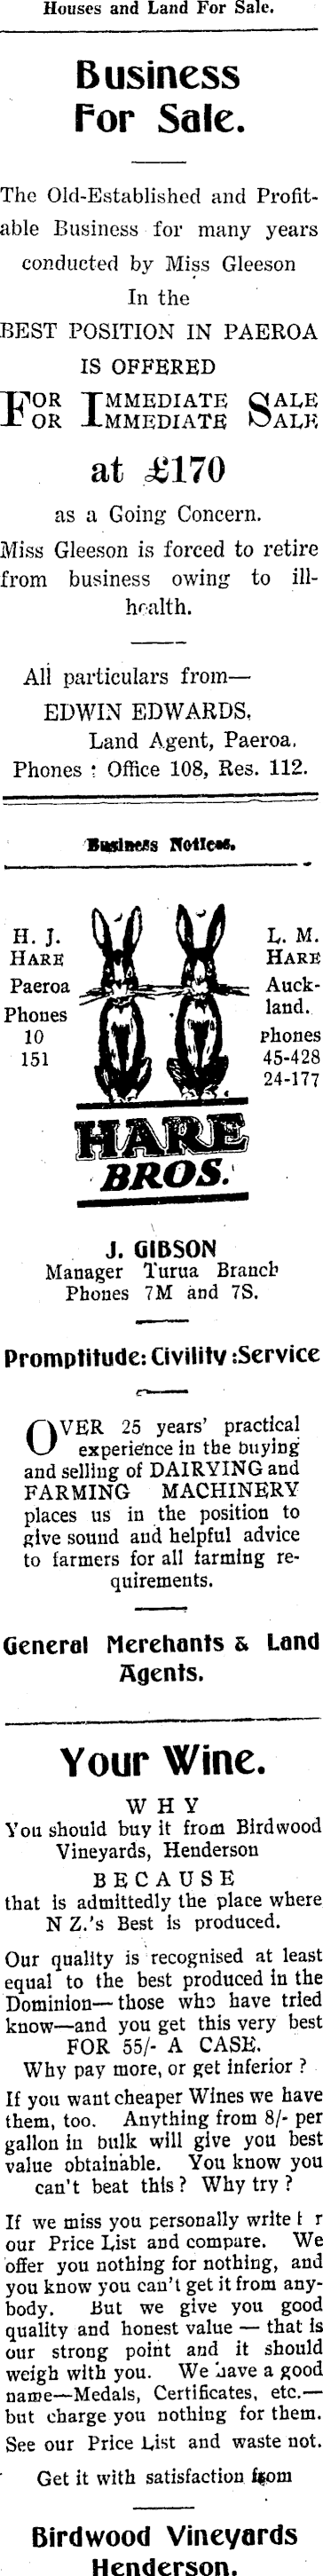 Houses and Land For Sale.
Business
For Sale.
The Old-Established and Profit-
able Business for many years
conducted by Miss Gleeson
In the
BEST POSITION IN PAEROA
IS OFFERED
FOR IMMEDIATE SALE
OR MMEDIATE ALE
at £170
as a Going Concern.
Miss Gleeson is forced to retire
from business owing to ill-
health.
All particulars from—
EDWIN EDWARDS,
Land Agent, Paeroa.
Phones : Office 108, Res. 112.
Business Notices.
H. J.
HARE
Paeroa
Phones
10
151
L. M.
HARE
Auck-
land.
Phones
45-428
24-177
HARE
BROS.
J. GIBSON
Manager Turua Branch
Phones 7M and 7S.
Promptitude: Civility :Service
OVER 25 years' practical
experience in the buying
and selling of DAIRYING and
FARMING MACHINERY
places us in the position to
give sound and helpful advice
to farmers for all farming re-
quirements.
General Merchants & Land
Agents.
Your Wine.
WHY
You should buy it from Birdwood
Vineyards, Henderson
BECAUSE
that is admittedly the place where
N Z.'s Best is produced.
Our quality is recognised at least
equal to the best produced in the
Dominion—those who have tried
know—and you get this very best
FOR 55/- A CASE.
Why pay more, or get inferior ?
If you want cheaper Wines we have
them, too. Anything from 8/- per
gallon in bulk will give you best
value obtainable. You know you
can't beat this? Why try ?
If we miss you personally write f r
our Price List and compare. We
offer you nothing for nothing, and
you know you can't get it from any-
body. But we give you good
quality and honest value — that is
our strong point and it should
weigh with you. We have a good
name—Medals, Certificates, etc.—
but charge you nothing for them.
See our Price List and waste not.
Get it with satisfaction from
Birdwood Vineyards
Henderson.